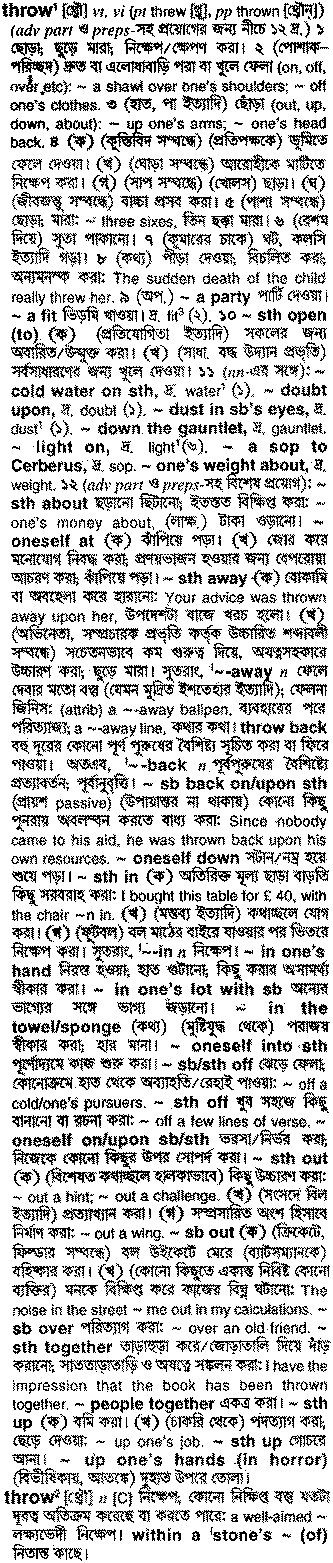 throw¹ [থ্রৌ] vt, vi (pt threw [থ্রূ], pp thrown [থ্রৌন্])
(adv part ও preps-সহ প্রয়োগের জন্য নীচে ১২ দ্র.) ১
ছোড়া; ছুড়ে মারা; নিক্ষেপ/ক্ষেপণ করা। ২ (পোশাক-
পরিচ্ছদ) দ্রুত বা এলোধাবাড়ি পরা বা খুলে ফেলা (on, off,
over,etc): ~ a shawl over one's shoulders; ~ off
one's clothes. ৩ (হাত, পা ইত্যাদি) ছোঁড়া (out, up,
down, about): ~ up one's arms; ~ one's head
back. ৪ (ক) (কুস্তিবিদ সম্বন্ধে) (প্রতিপক্ষকে) ভূমিতে
ফেলে দেওয়া। (খ) (ঘোড়া সম্বন্ধে) আরোহীকে মাটিতে
নিক্ষেপ করা। (গ) (সাপ সম্বন্ধে) (খোলস) ছাড়া। (ঘ)
(জীবজন্তু সম্বন্ধে) বাচ্চা প্রসব করা। ৫ (পাশা সম্বন্ধে)
ছোড়া; মারা: ~ three sixes, তিন ছক্কা মারা। ৬ (রেশম
দিয়ে) সুতা পাকানো। ৭ (কুমারের চাকে) ঘট, কলসি
ইত্যাদি গড়া। ৮ (কথ্য) পীড়া দেওয়া; বিচলিত করা;
অন্যমনস্ক করা: The sudden death of the child
really threw her. ৯ (অপ.) ~ a party পার্টি দেওয়া।
~ a fit ভিড়মি খাওয়া। দ্র. fit³ (২). ১০ ~ sth open
(to) (ক) (প্রতিযোগিতা ইত্যাদি) সকলের জন্য
অবারিত/উন্মুক্ত করা। (খ) (সাধা. বদ্ধ উদ্যান প্রভৃতি)
সর্বসাধারণের জন্য খুলে দেওয়া। ১১ (nn-এর সঙ্গে): ~
cold water on sth, দ্র. water¹ (১). ~ doubt
upon, দ্র. doubt (১). ~ dust in sb's eyes, দ্র.
dust¹ (১). ~ down the gauntlet, দ্র. gauntlet.
~ light on, দ্র. light¹(৬). ~ a sop to
Cerberus, দ্র. sop. ~ one's weight about, দ্র.
weight. ১২ (adv part ও preps-সহ বিশেষ প্রয়োগ): ~
sth about ছড়ানো ছিটানো; ইতস্তত বিক্ষিপ্ত করা: ~
one's money about, (লাক্ষ.) টাকা ওড়ানো। ~
oneself at (ক) ঝাঁপিয়ে পড়া। (খ) জোর করে
মনোযোগ নিবদ্ধ করা; প্রণয়ভাজন হওয়ার জন্য বেপরোয়া
আচরণ করা; ঝাঁপিয়ে পড়া। ~ sth away (ক) বোকামি
বা অবহেলা করে হারানো: Your advice was thrown
away upon her, উপদেশটা বাজে খরচ হলো। (খ)
(অভিনেতা, সম্প্রচারক প্রভৃতি কর্তৃক উচ্চারিত শব্দাবলী
সম্বন্ধে) সচেতনভাবে কম গুরুত্ব দিয়ে, অযত্নসহকারে
উচ্চারণ করা; ছুড়ে মারা। সুতরাং, ¹~-away n ফেলে
দেবার মতো বস্তু (যেমন মুদ্রিত ইশতেহার ইত্যাদি); ফেলনা
জিনিস: (attrib) a ~-away ballpen, ব্যবহারের পরে
পরিত্যাজ্য; a ~-away line, কথার কথা। throw back
বহু দূরের কোনো পূর্ব পুরুষের বৈশিষ্ট্য সূচিত করা বা ফিরে
পাওয়া। অতএব, ¹~-back n পূর্বপুরুষের বৈশিষ্ট্যে
প্রত্যাবর্তন; পূর্বানুবৃত্তি। ~ sb back on/upon sth
(প্রায়শ passive) (উপায়ান্তর না থাকায়) কোনো কিছু
পুনরায় অবলম্বন করতে বাধ্য করা: Since nobody
came to his aid, he was thrown back upon his
own resources. ~ oneself down সটান/নম্র হয়ে
শুয়ে পড়া। ~ sth in (ক) অতিরিক্ত মূল্য ছাড়া বাড়তি
কিছু সরবরাহ করা: I bought this table for £ 40, with
the chair ~n in. (খ) (মন্তব্য ইত্যাদি) কথাচ্ছলে যোগ
করা। (খ) (ফুটবল) বল মাঠের বাইরে যাওয়ার পর ভিতরে
নিক্ষেপ করা। সুতরাং, ¹~-in n নিক্ষেপ। ~ in one's
hand নিরস্ত হওয়া; হাত গুটানো; কিছু করার অসামর্থ্য
স্বীকার করা। ~ in one's lot with sb অন্যের
ভাগ্যের সঙ্গে ভাগ্য জড়ানো। ~ in the
towel/sponge (কথ্য) (মুষ্টিযুদ্ধ থেকে) পরাজয়
স্বীকার করা; হার মানা। ~ oneself into sth
পূর্ণোদ্যমে কাজ শুরু করা। ~ sb/sth off ঝেড়ে ফেলা;
কোনোক্রমে হাত থেকে অব্যাহতি/রেহাই পাওয়া: ~ off a
cold/one's pursuers. ~ sth off খুব সহজে কিছু
বানানো বা রচনা করা: ~ off a few lines of verse. ~
oneself on/upon sb/sth ভরসা/নির্ভর করা;
নিজেকে কোনো কিছুর উপর সোপর্দ করা। ~ sth out
(ক) (বিশেষত কথাচ্ছলে হালকাভাবে) কিছু উচ্চারণ করা:
~ out a hint; ~ out a challenge. (খ) (সংসদে বিল
ইত্যাদি) প্রত্যাখ্যান করা। (গ) সম্প্রসারিত অংশ হিসাবে
নির্মাণ করা: ~ out a wing. ~ sb out (ক) (ক্রিকেটে,
ফিল্ডার সম্বন্ধে) বল উইকেটে মেরে (ব্যাটসম্যানকে)
বহিষ্কার করা। (খ) (কোনো কিছুতে একান্ত নিবিষ্ট কোনো
ব্যক্তির) মনকে বিক্ষিপ্ত করে কাজের বিঘ্ন ঘটানো: The
noise in the street ~ me out in my calculations. ~
sb over পরিত্যাগ করা: ~ over an old friend. ~
sth together তাড়াহুড়া করে/জোড়াতালি দিয়ে দাঁড়
করানো; সাততাড়াতাড়ি ও অযত্নে সঙ্কলন করা: I have the
impression that the book has been thrown
together. ~ people together একত্র করা। ~ sth
up (ক) বমি করা। (খ) (চাকরি থেকে) পদত্যাগ করা;
ছেড়ে দেওয়া: ~ up one's job. ~ sth up গোচরে
আনা। ~ up one's hands (in horror)
(বিভীষিকায়, আতঙ্কে) দুহাত উপরে তোলা।
throw² [থ্রৌ] n [C] নিক্ষেপ; কোনো নিক্ষিপ্ত বস্তু যতটা
দূরত্ব অতিক্রম করেছে বা করতে পারে: a well-aimed ~
লক্ষ্যভেদী নিক্ষেপ। within a ¹stone's ~ (of)
নিতান্ত কাছে।